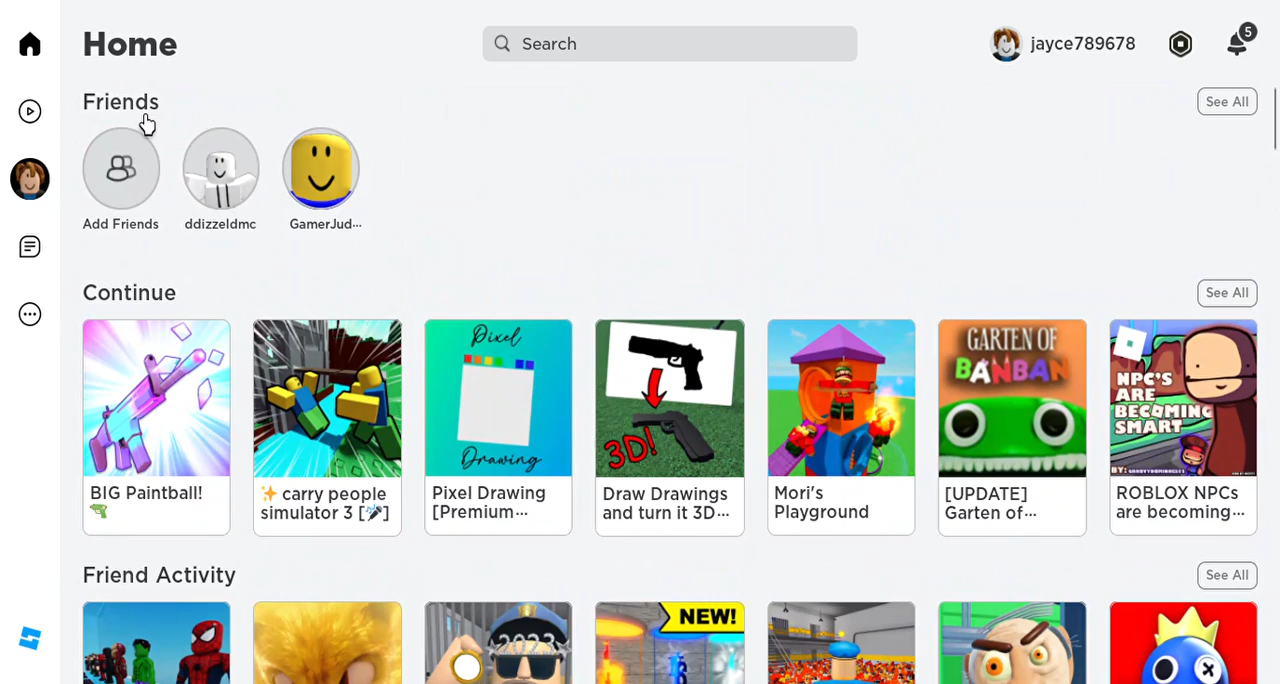 Home
Search
jayce789678
5
Friends
See All
Add Friends
ddizzeldmc
GamerJud...
Continue
See All
Pixel
Drawing
3D!
GARTEN OF
BANBAN
NPC'S
ARE
BECOMING
SMART
BIG Paintball!
carry people
simulator 3 [🎤]
Pixel Drawing
[Premium...
Draw Drawings
and turn it 3D...
Mori's
Playground
[UPDATE]
Garten of...
ROBLOX NPCs
are becoming...
Friend Activity
See All
2023
NEW!